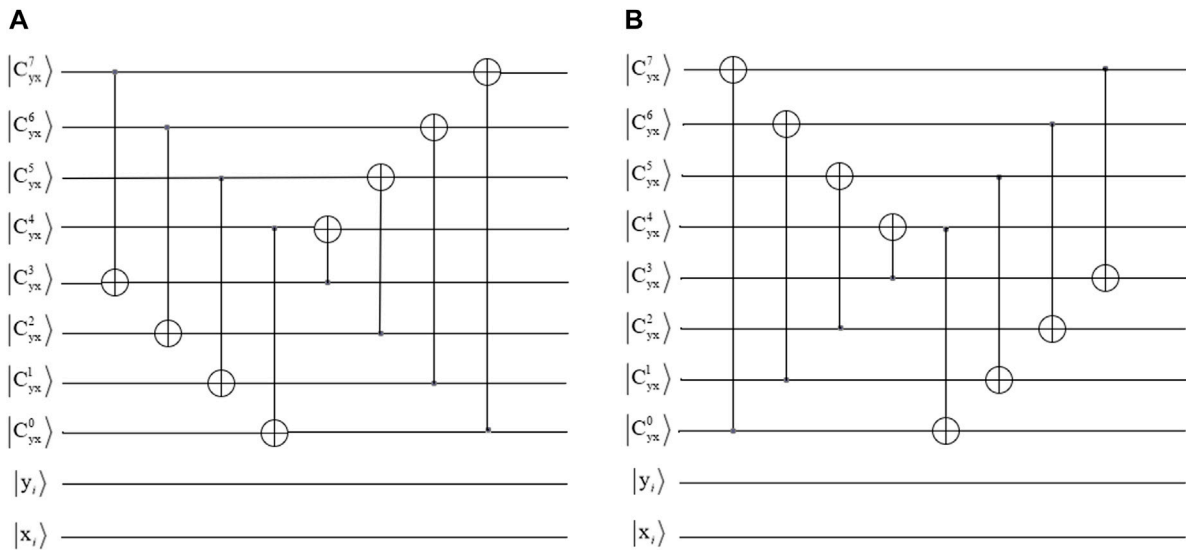 A
|C⁷yx⟩
|C⁶yx⟩
|C⁵yx⟩
|C⁴yx⟩
|C³yx⟩
|C²yx⟩
|C¹yx⟩
|C⁰yx⟩
|yᵢ⟩
|xᵢ⟩
B
|C⁷yx⟩
|C⁶yx⟩
|C⁵yx⟩
|C⁴yx⟩
|C³yx⟩
|C²yx⟩
|C¹yx⟩
|C⁰yx⟩
|yᵢ⟩
|xᵢ⟩